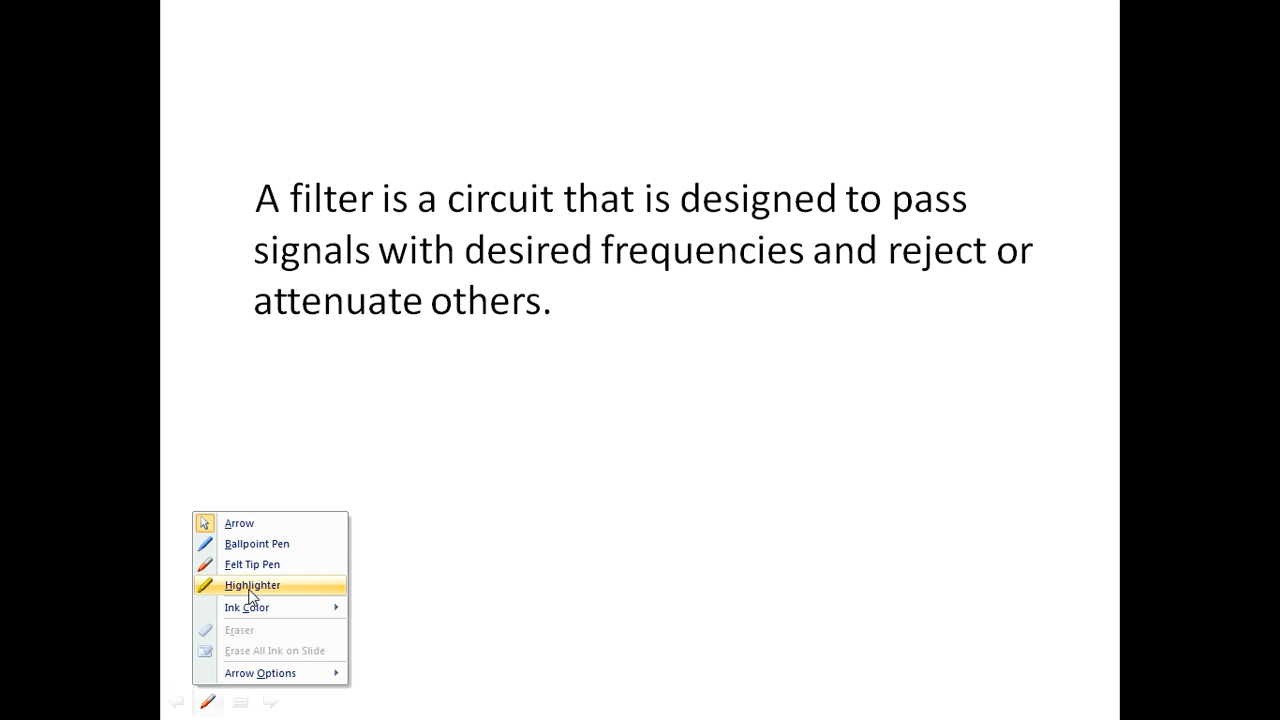 A filter is a circuit that is designed to pass
signals with desired frequencies and reject or
attenuate others.
Arrow
Ballpoint Pen
Felt Tip Pen
Highlighter
Ink Color
Eraser
Erase All Ink on Slide
Arrow Options